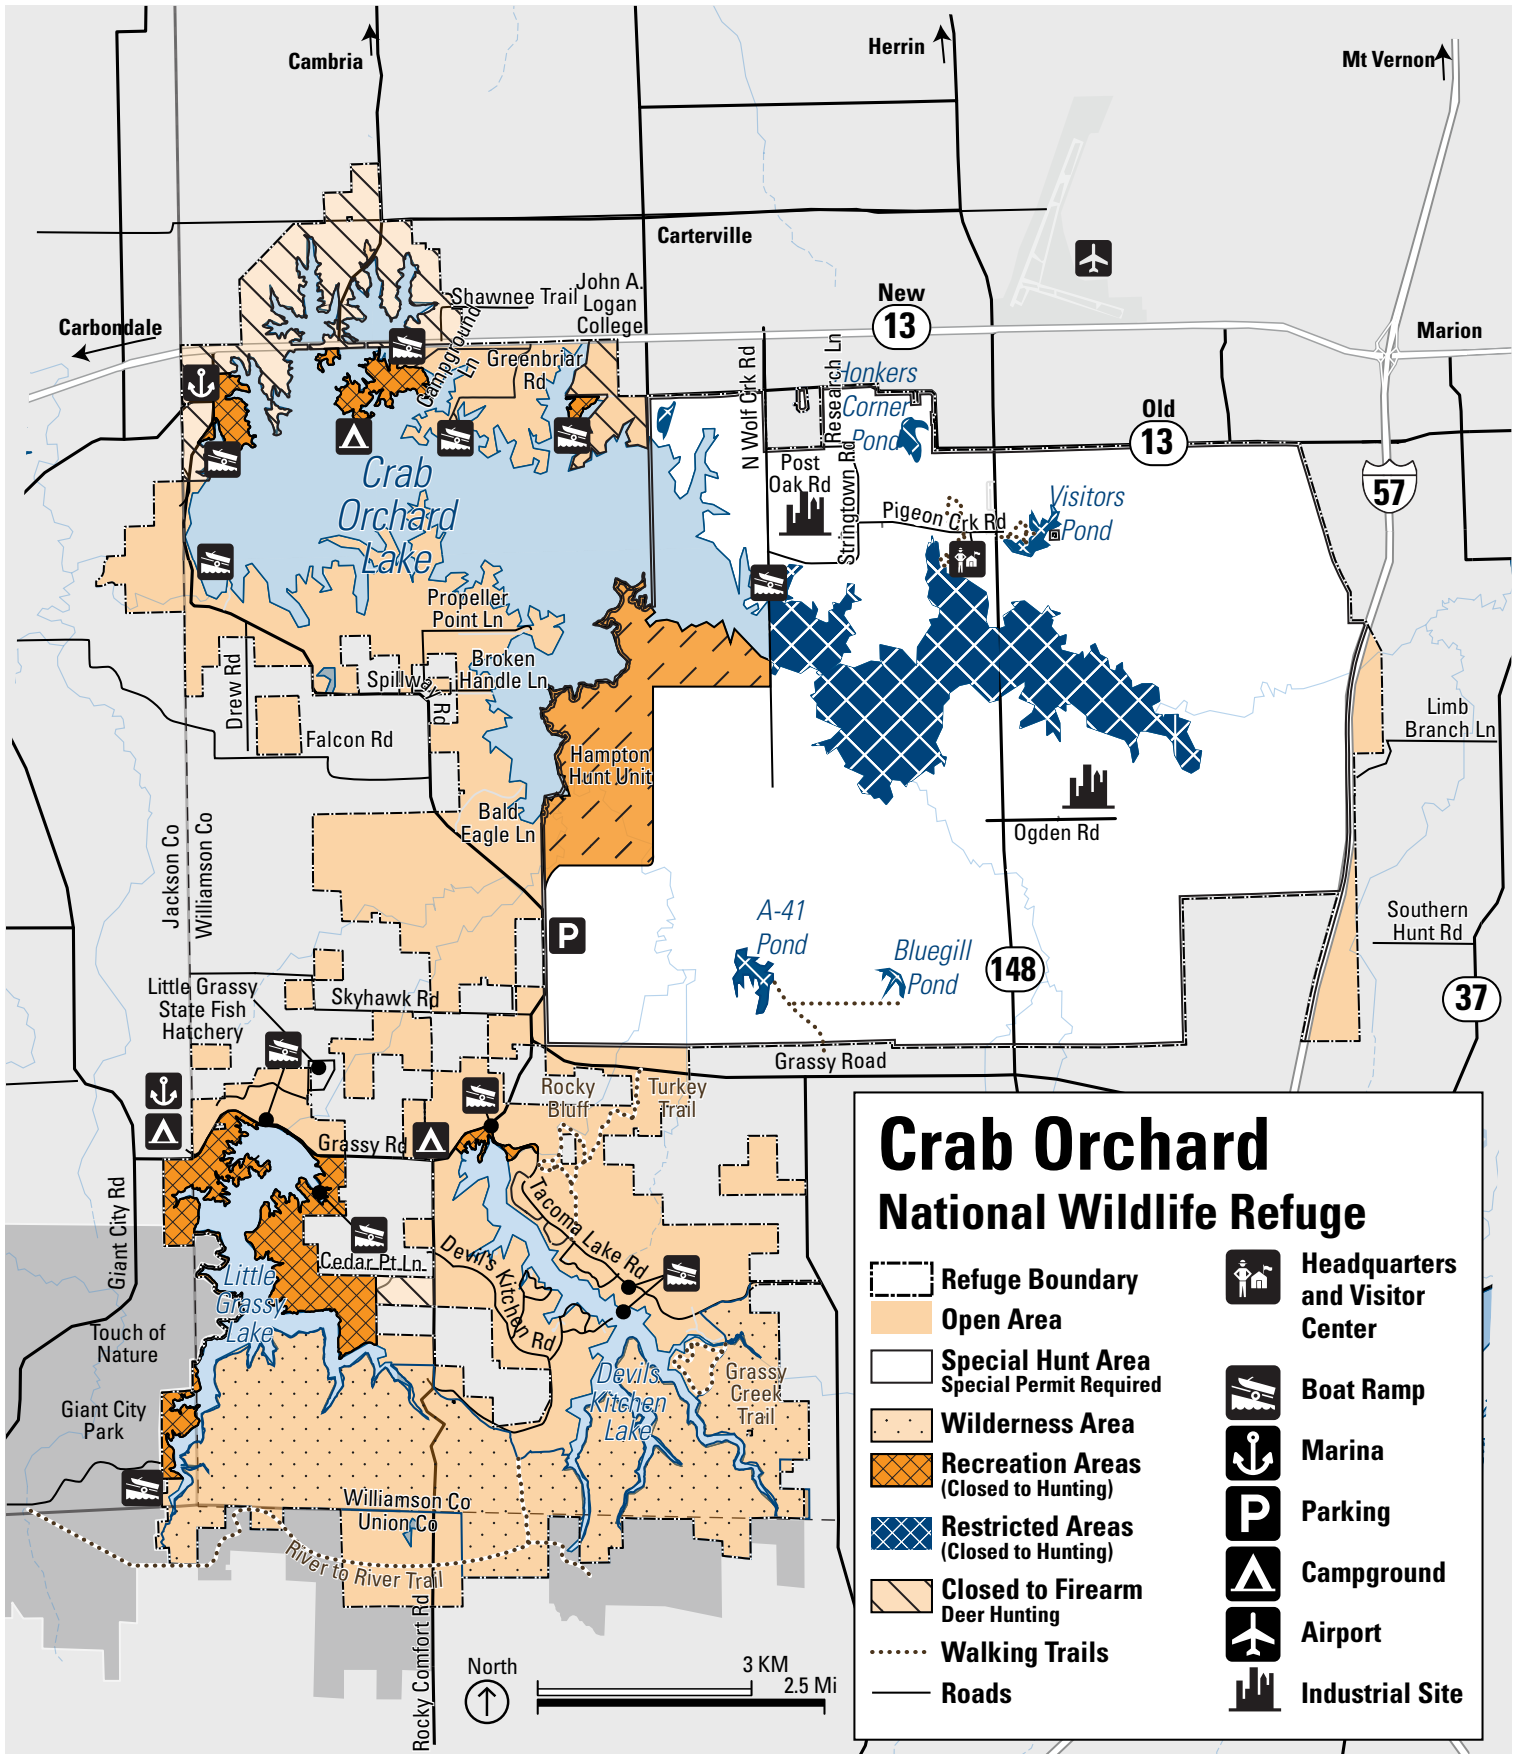 Cambria
Herrin
Mt Vernon
Carterville
Carbondale
Shawnee Trail
John A.
Logan
College
New
13
Marion
Campground
Ln
Greenbriar
Rd
N Wolf Crk Rd
Research Ln
Honkers
Corner
Pond
Old
13
Post
Oak Rd
Stringtown Rd
Pigeon Crk Rd
Visitors
Pond
57
Crab
Orchard
Lake
Propeller
Point Ln
Broken
Handle Ln
Drew Rd
Spillway
Rd
Falcon Rd
Limb
Branch Ln
Hampton
Hunt Unit
Bald
Eagle Ln
Ogden Rd
Jackson Co
Williamson Co
A-41
Pond
Bluegill
Pond
148
Southern
Hunt Rd
37
P
Little Grassy
State Fish
Hatchery
Skyhawk Rd
Grassy Road
Rocky
Bluff
Turkey
Trail
Grassy Rd
Giant City Rd
Tacoma Lake Rd
Devil's Kitchen Rd
Cedar Pt Ln
Little
Grassy
Lake
Touch of
Nature
Giant City
Park
Devils
Kitchen
Lake
Grassy
Creek
Trail
Williamson Co
Union Co
River to River Trail
Rocky Comfort Rd
North
3 KM
2.5 Mi
Crab Orchard
National Wildlife Refuge
Refuge Boundary
Open Area
Special Hunt Area
Special Permit Required
Wilderness Area
Recreation Areas
(Closed to Hunting)
Restricted Areas
(Closed to Hunting)
Closed to Firearm
Deer Hunting
Walking Trails
Roads
Headquarters
and Visitor
Center
Boat Ramp
Marina
P
Parking
Campground
Airport
Industrial Site